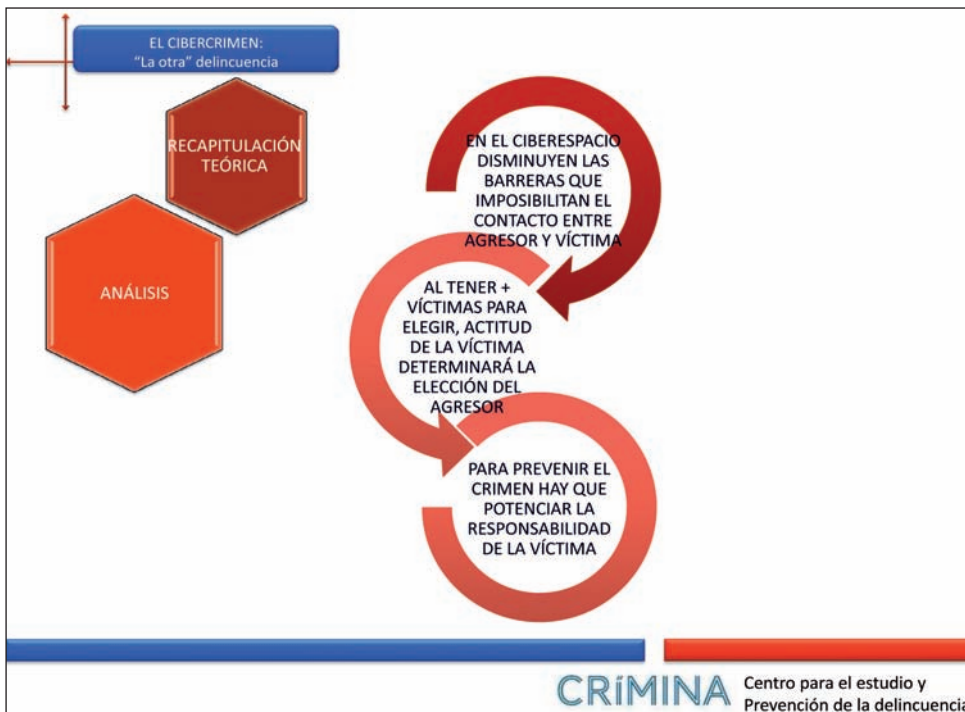 EL CIBERCRIMEN:
"La otra" delincuencia
RECAPITULACIÓN
TEÓRICA
ANÁLISIS
EN EL CIBERESPACIO
DISMINUYEN LAS
BARRERAS QUE
IMPOSIBILITAN EL
CONTACTO ENTRE
AGRESOR Y VÍCTIMA
AL TENER +
VÍCTIMAS PARA
ELEGIR, ACTITUD
DE LA VÍCTIMA
DETERMINARÁ LA
ELECCIÓN DEL
AGRESOR
PARA PREVENIR EL
CRIMEN HAY QUE
POTENCIAR LA
RESPONSABILIDAD
DE LA VÍCTIMA
CRíMINA
Centro para el estudio y
Prevención de la delincuencia